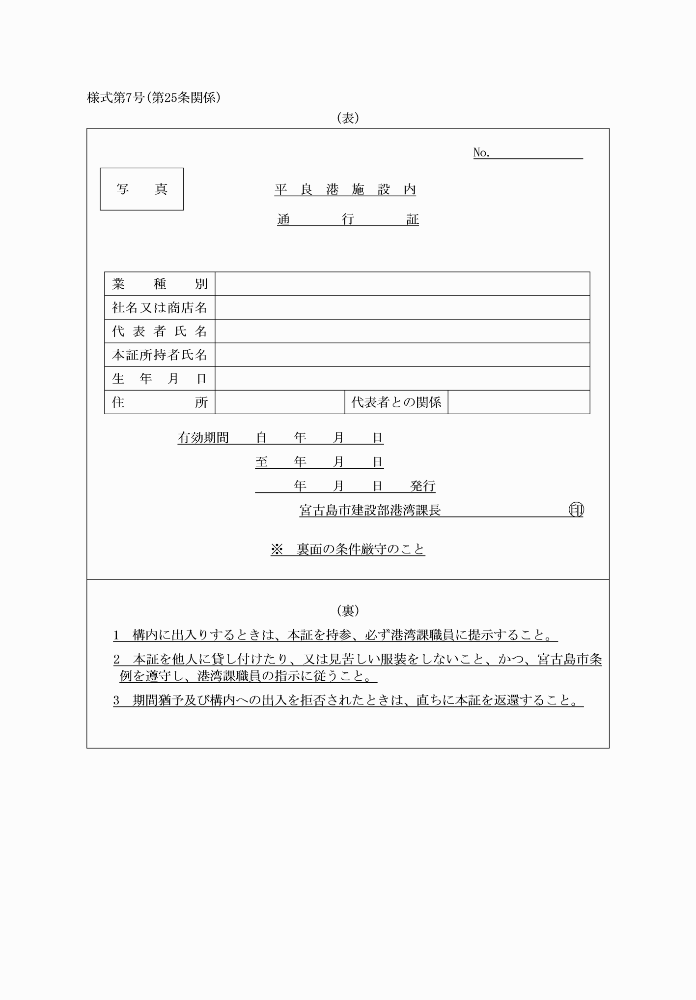 様式第7号(第25条関係)
(表)
No.
写　　真
平　良　港　施　設　内
通　　　　行　　　　証
業　種　別
社名又は商店名
代表者氏名
本証所持者氏名
生年月日
住　　　所　代表者との関係
有効期間　　自　　年　　月　　日
至　　年　　月　　日
年　　月　　日　　発行
宮古島市建設部港湾課長　　　　　㊞
※　裏面の条件厳守のこと
(裏)
1　構内に出入りするときは、本証を持参、必ず港湾課職員に提示すること。
2　本証を他人に貸し付けたり、又は見苦しい服装をしないこと、かつ、宮古島市条
例を遵守し、港湾課職員の指示に従うこと。
3　期間猶予及び構内への出入を拒否されたときは、直ちに本証を返還すること。